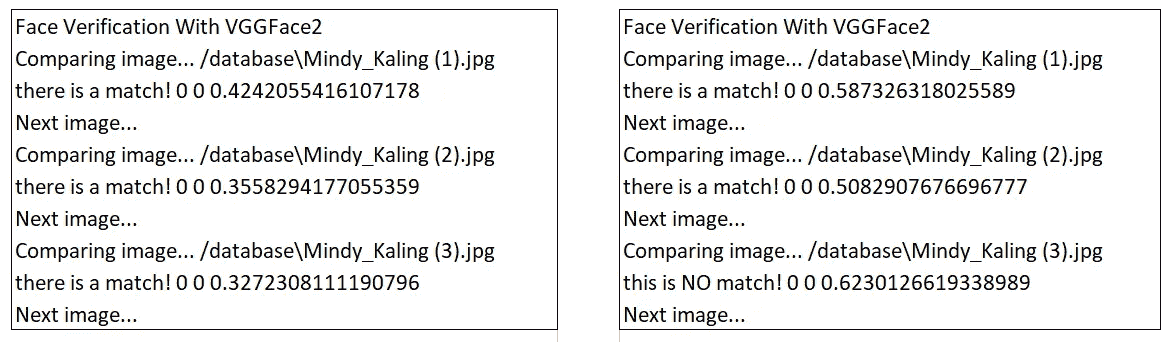 Face Verification With VGGFace2
Comparing image... /database\Mindy_Kaling (1).jpg
there is a match! 0 0 0.4242055416107178
Next image...
Comparing image... /database\Mindy_Kaling (2).jpg
there is a match! 0 0 0.3558294177055359
Next image...
Comparing image... /database\Mindy_Kaling (3).jpg
there is a match! 0 0 0.3272308111190796
Next image...
Face Verification With VGGFace2
Comparing image... /database\Mindy_Kaling (1).jpg
there is a match! 0 0 0.587326318025589
Next image...
Comparing image... /database\Mindy_Kaling (2).jpg
there is a match! 0 0 0.5082907676696777
Next image...
Comparing image... /database\Mindy_Kaling (3).jpg
this is NO match! 0 0 0.6230126619338989
Next image...